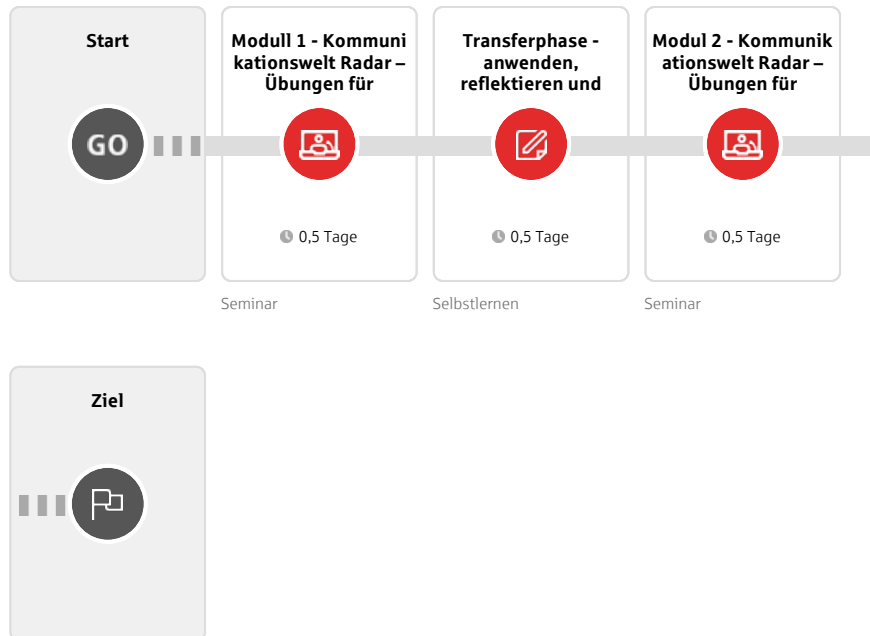 Start
Modull 1 - Kommuni
kationswelt Radar –
Übungen für
Transferphase -
anwenden,
reflektieren und
Modul 2 - Kommunik
ationswelt Radar –
Übungen für
GO
0,5 Tage
0,5 Tage
0,5 Tage
Seminar
Selbstlernen
Seminar
Ziel